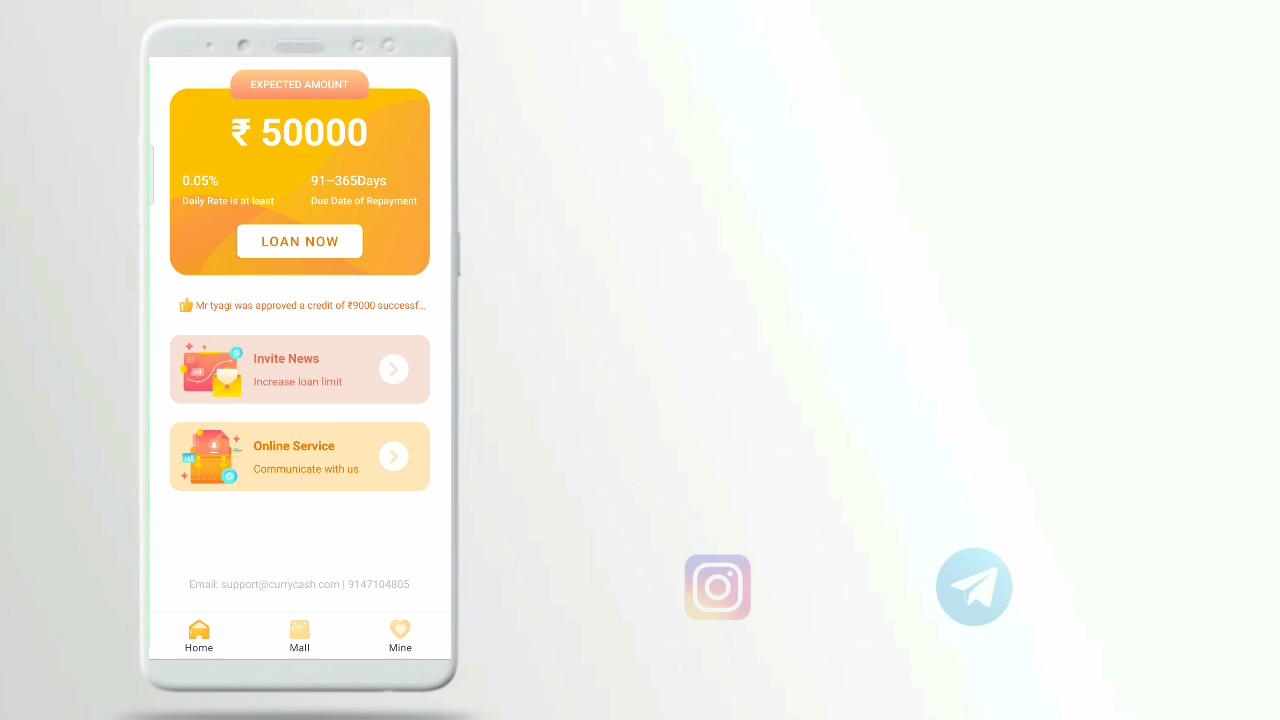 EXPECTED AMOUNT
₹ 50000
0.05%
91–365Days
Daily Rate is at least
Due Date of Repayment
LOAN NOW
Mr tyagi was approved a credit of ₹9000 successf...
Invite News
Increase loan limit
Online Service
Communicate with us
Email: support@currycash.com | 9147104805
Home
Mall
Mine